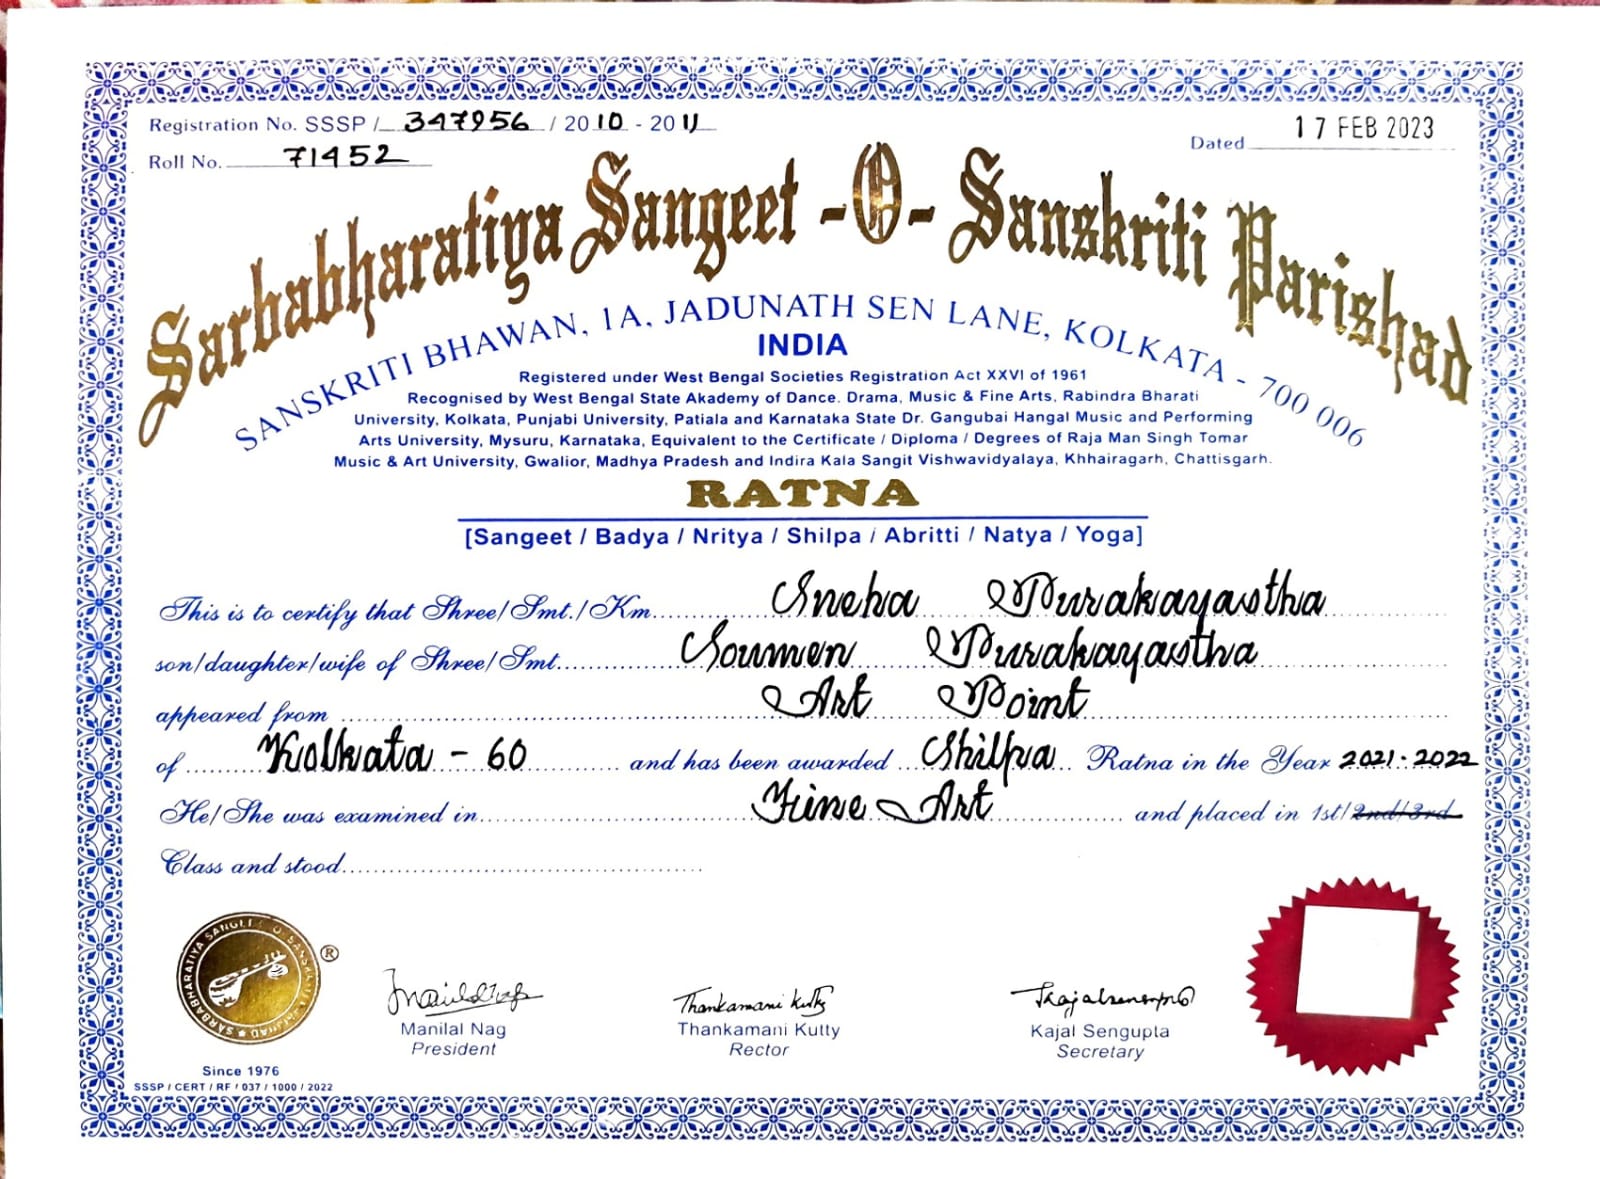 Registration No. SSSP / 347956 / 2010 - 2011
Roll No. 71452
Dated 17 FEB 2023
Sarbabharatiya Sangeet -O- Sanskriti Parishad
SANSKRITI BHAWAN, 1A, JADUNATH SEN LANE, KOLKATA - 700 006
INDIA
Registered under West Bengal Societies Registration Act XXVI of 1961
Recognised by West Bengal State Akademy of Dance. Drama, Music & Fine Arts, Rabindra Bharati
University, Kolkata, Punjabi University, Patiala and Karnataka State Dr. Gangubai Hangal Music and Performing
Arts University, Mysuru, Karnataka, Equivalent to the Certificate / Diploma / Degrees of Raja Man Singh Tomar
Music & Art University, Gwalior, Madhya Pradesh and Indira Kala Sangit Vishwavidyalaya, Khhairagarh, Chattisgarh.
RATNA
[Sangeet / Badya / Nritya / Shilpa / Abritti / Natya / Yoga]
This is to certify that Shree/Smt./Km. Sneha Purakayastha
son/daughter/wife of Shree/Smt. Soumen Purakayastha
appeared from Art Point
of Kolkata - 60 and has been awarded Shilpa Ratna in the Year 2021-2022
He/She was examined in Fine Art and placed in 1st/2nd/3rd
Class and stood
SARBABHARATIYA SANGEET O SANSKRITI PARISHAD
®
Since 1976
SSSP / CERT / RF / 037 / 1000 / 2022
Manilal Nag
President
Thankamani Kutty
Thankamani Kutty
Rector
Kajal Sengupta
Kajal Sengupta
Secretary